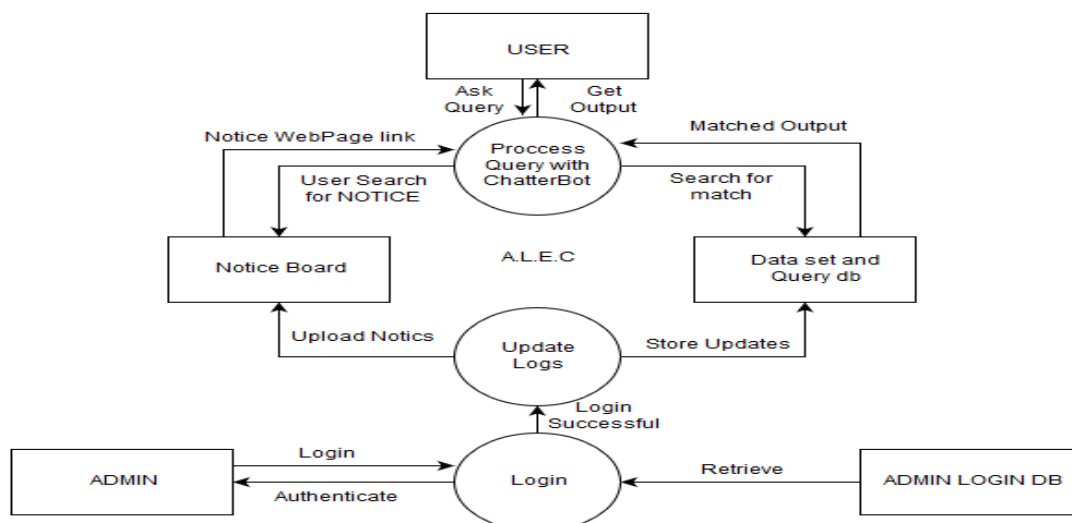 USER
Ask
Query
Get
Output
Notice WebPage link
Matched Output
Proccess
Query with
ChatterBot
User Search
for NOTICE
Search for
match
Notice Board
A.L.E.C
Data set and
Query db
Upload Notics
Update
Logs
Store Updates
Login
Successful
ADMIN
Login
Authenticate
Login
Retrieve
ADMIN LOGIN DB